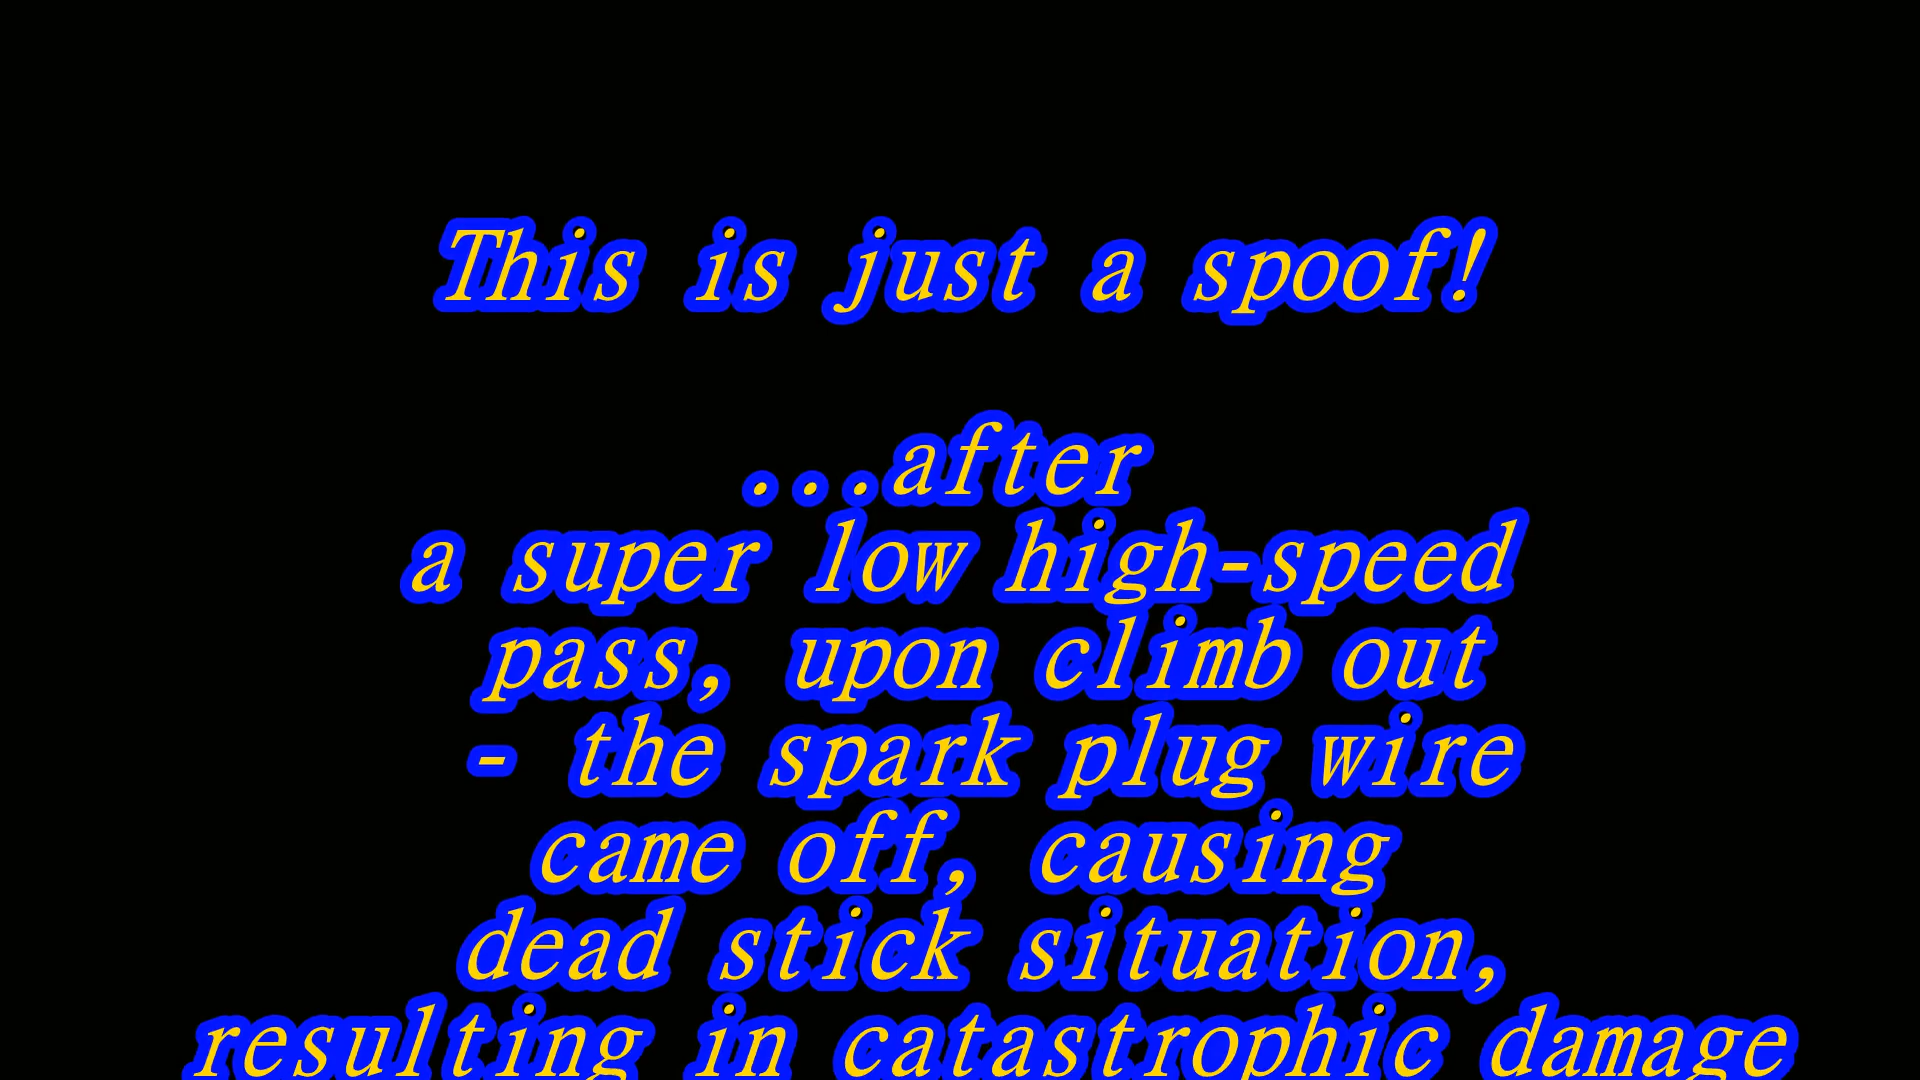 This is just a spoof!
...after
a super low high-speed
pass, upon climb out
- the spark plug wire
came off, causing
dead stick situation,
resulting in catastrophic damage